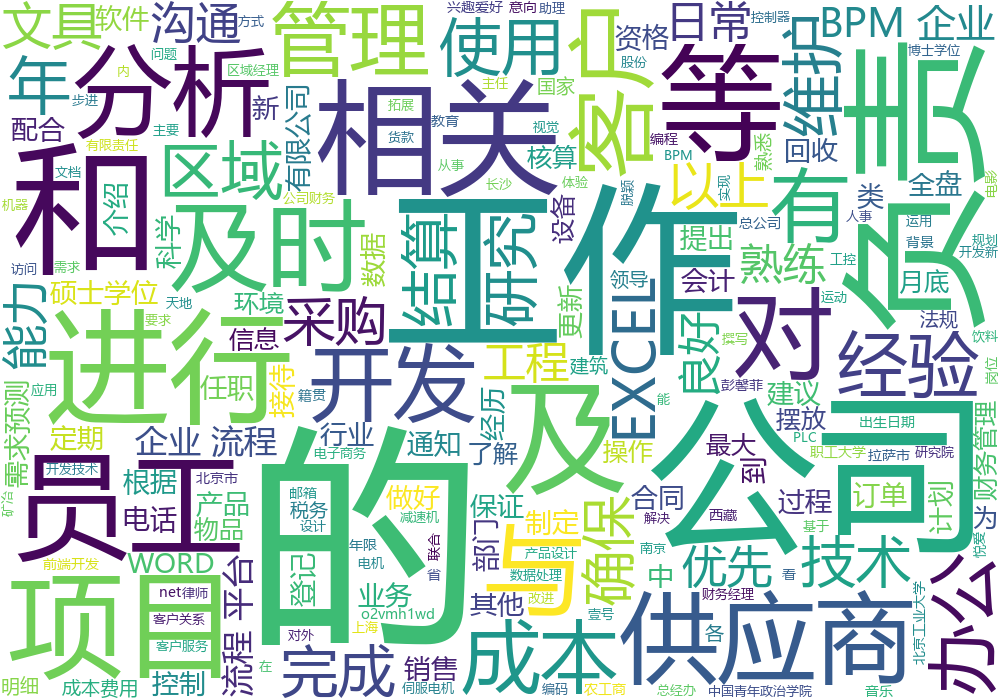 文具
软件
沟通
方式
管理
兴趣爱好
意向
助理
使用
客户
资格
股份
日常
控制器
BPM
企业
博士学位
年
分析
问题
内
区域经理
步进
新
主任
国家
等
维护
负责
配合
有限公司
相关
拓展
教育
货款
视觉
核算
编程
BPM
熟悉
回收
主要
有限责任
和
文档
介绍
机器
区域
公司财务
从事
长沙
体验
脱颖
以上
实现
有
类
全盘
电影
科学
及时
数据
结算
研究
设备
工作
提出
总公司
人事
运用
背景
规划
开发新
访问
需求
硕士学位
天地
环境
更新
领导
会计
熟练
工控
月底
能力
要求
信息
采购
EXCEL
良好
对
运动
法规
饮料
进行
任职
接待
开发
工程
建筑
撰写
彭馨菲
建议
经验
岗位
应用
籍贯
经历
及
能
公司
摆放
出生日期
需求预测
定期
企业
流程
行业
通知
了解
操作
最大
到
PLC
职工大学
拉萨市
研究院
财务管理
员工
开发技术
矿冶
北京市
电子商务
的
根据
产品
电话
物品
邮箱
税务
设计
做好
减速机
保证
制定
与
确保
合同
解决
西藏
过程
基于
订单
计划
为
项目
前端开发
WORD
平台
登记
年限
电机
联合
省
部门
产品设计
数据处理
南京
中
优先
看
技术
悦爱
办公
net
律师
客户关系
客户服务
流程
对外
上海
业务
o2vmh1wd
其他
改进
壹号
财务经理
供应商
各
北京工业大学
明细
成本费用
控制
在
完成
销售
伺服电机
成本
编码
农工商
总经办
中国青年政治学院
音乐